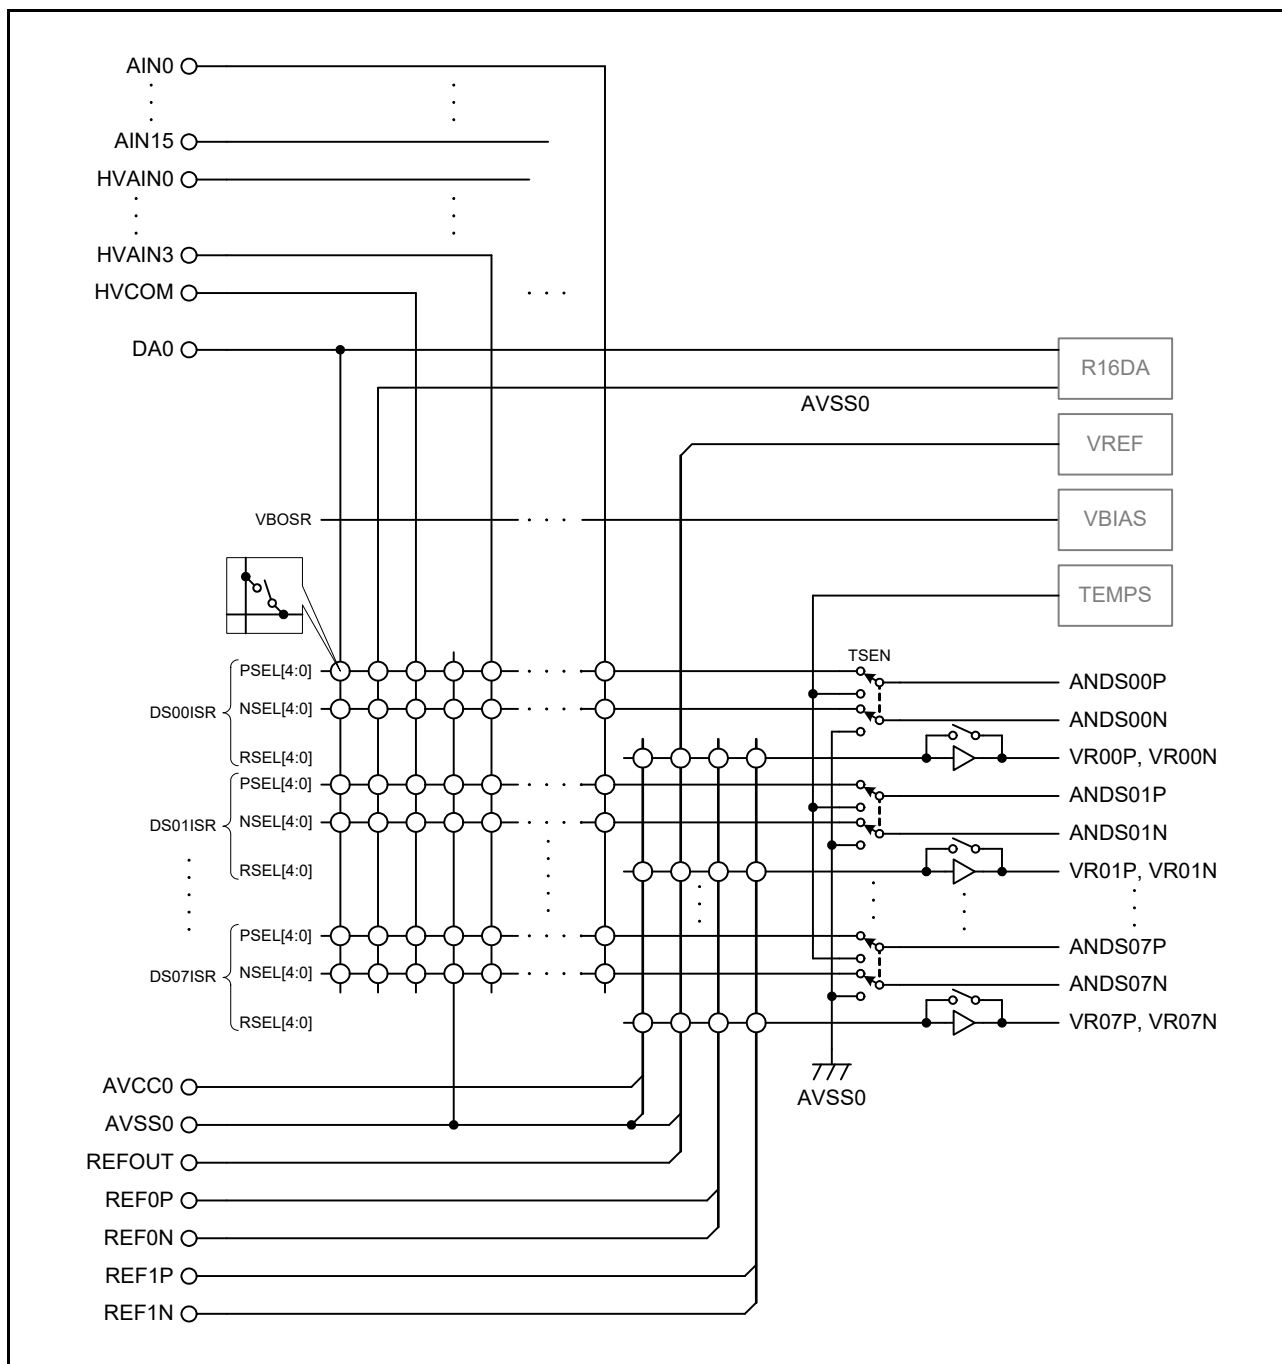 AIN0
AIN15
HVAIN0
HVAIN3
HVCOM
DA0
R16DA
AVSS0
VREF
VBOSR
VBIAS
TEMPS
TSEN
DS00ISR
PSEL[4:0]
NSEL[4:0]
RSEL[4:0]
ANDS00P
ANDS00N
VR00P, VR00N
DS01ISR
PSEL[4:0]
NSEL[4:0]
RSEL[4:0]
ANDS01P
ANDS01N
VR01P, VR01N
DS07ISR
PSEL[4:0]
NSEL[4:0]
RSEL[4:0]
ANDS07P
ANDS07N
VR07P, VR07N
AVSS0
AVCC0
AVSS0
REFOUT
REF0P
REF0N
REF1P
REF1N